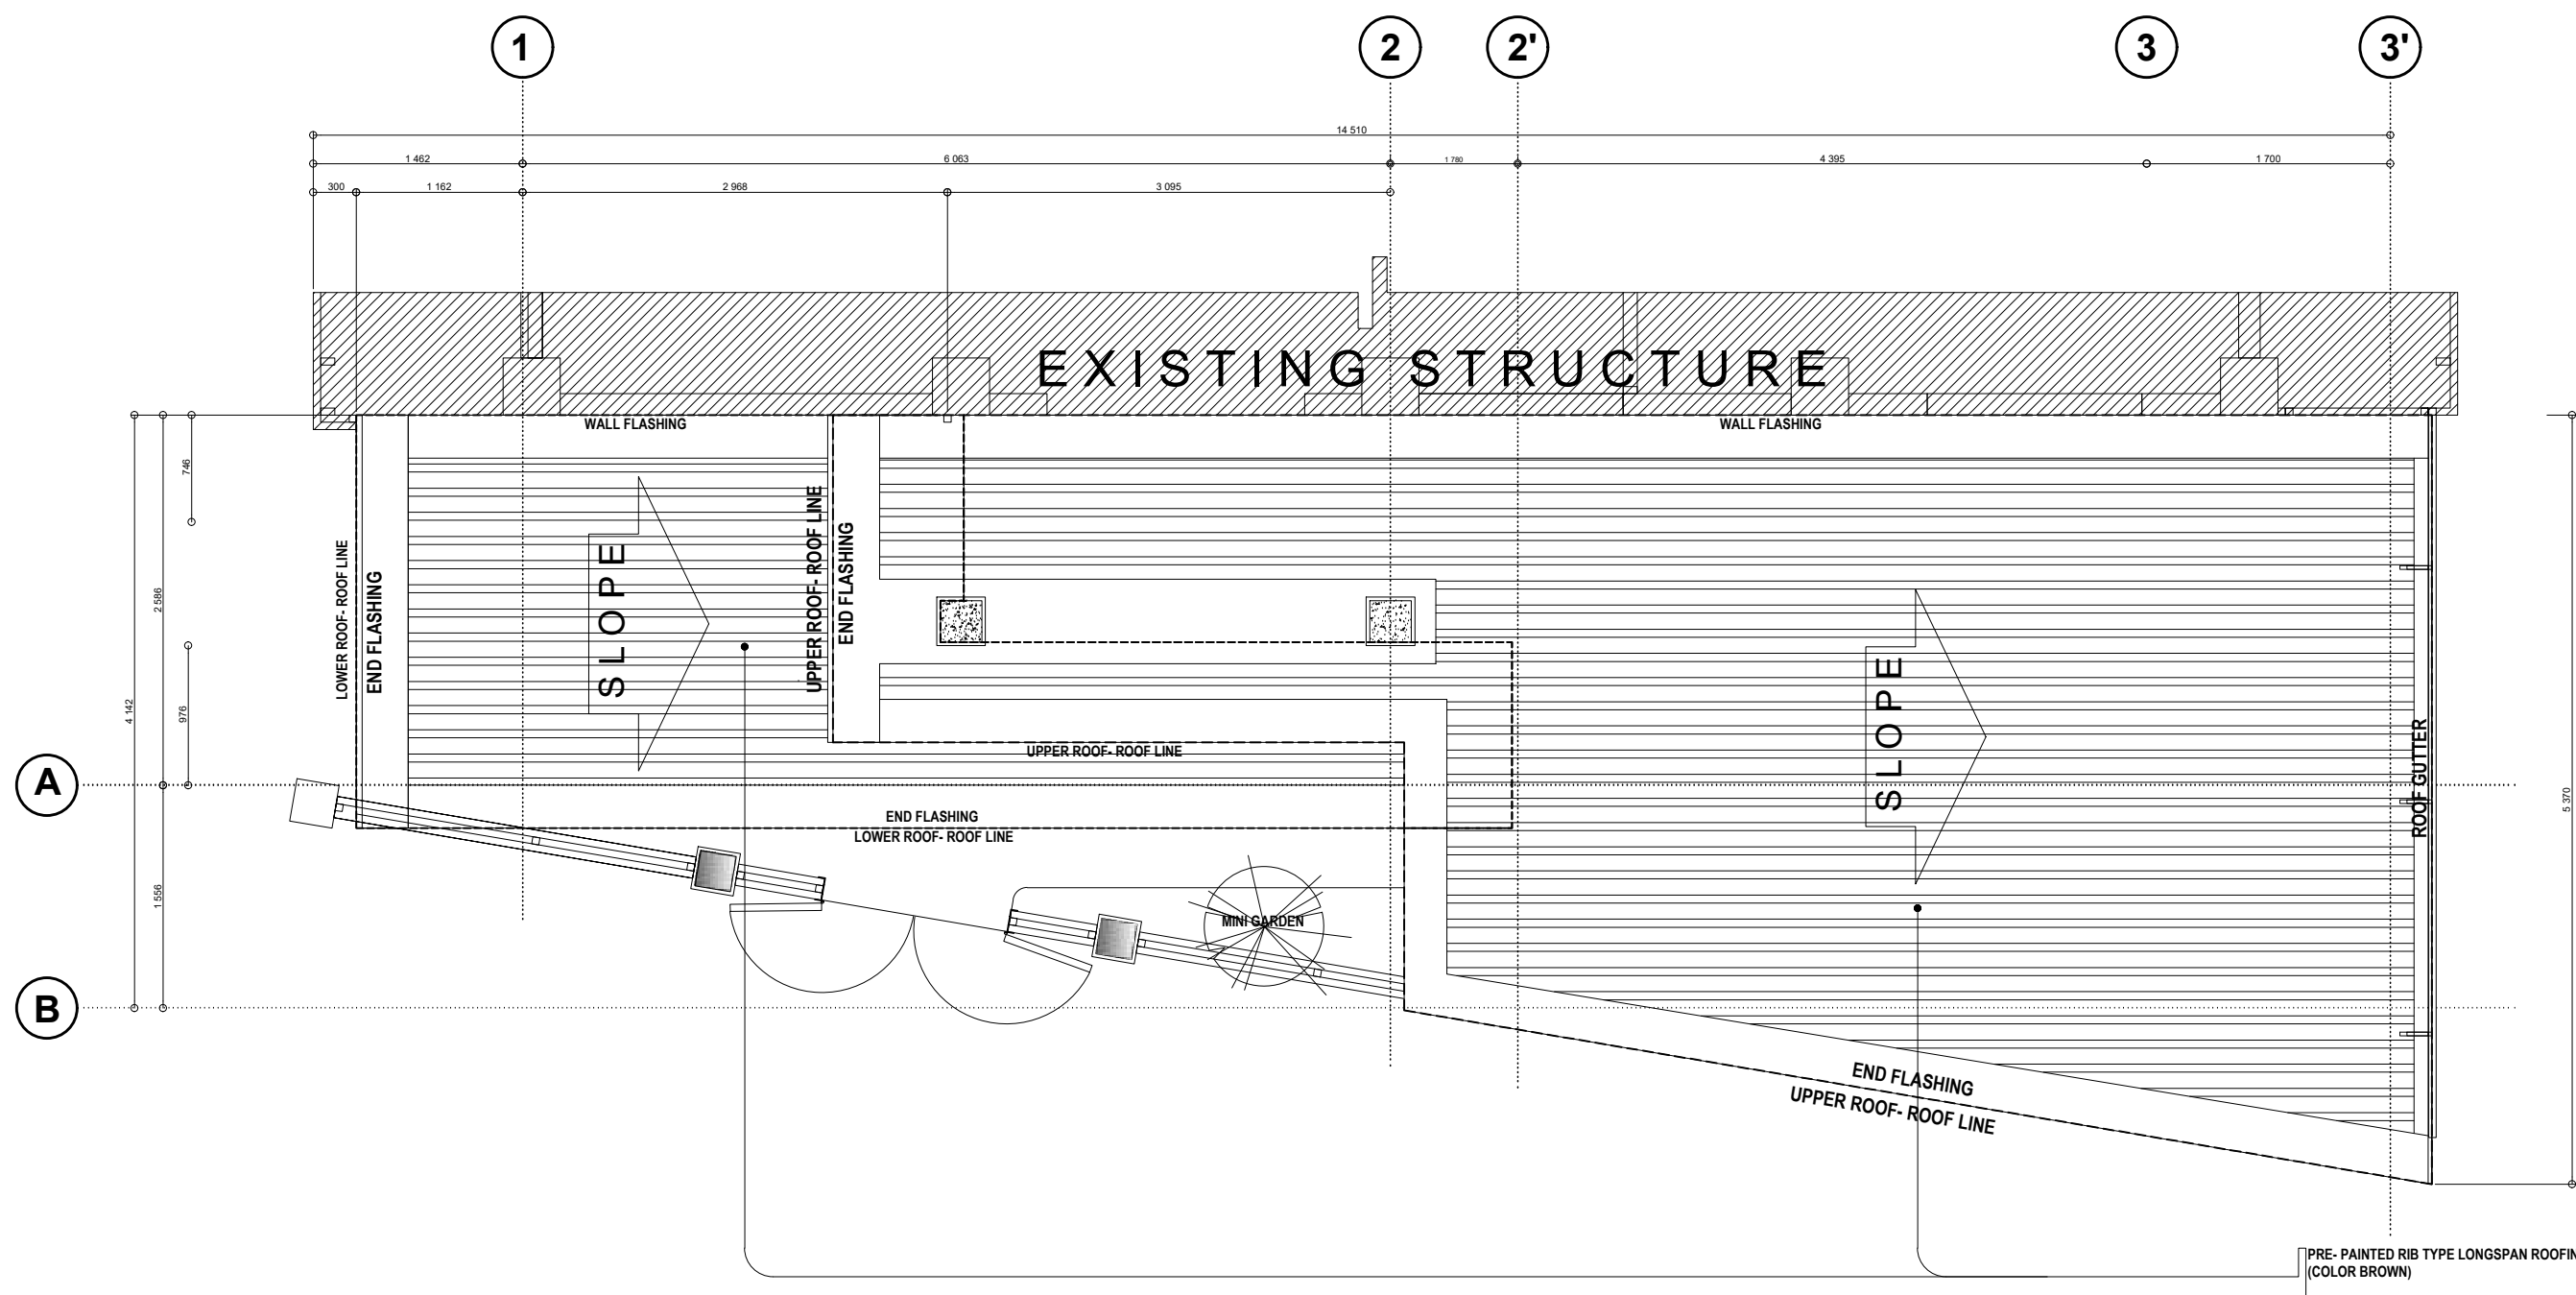 1
2
2'
3
3'
14 510
1 462
6 063
1 780
4 395
1 700
300
1 162
2 968
3 095
EXISTING STRUCTURE
WALL FLASHING
WALL FLASHING
746
2 586
4 142
976
1 556
5 370
LOWER ROOF- ROOF LINE
END FLASHING
SLOPE
UPPER ROOF- ROOF LINE
END FLASHING
SLOPE
ROOF GUTTER
UPPER ROOF- ROOF LINE
A
END FLASHING
LOWER ROOF- ROOF LINE
MINI GARDEN
B
END FLASHING
UPPER ROOF- ROOF LINE
PRE- PAINTED RIB TYPE LONGSPAN ROOFIN
(COLOR BROWN)